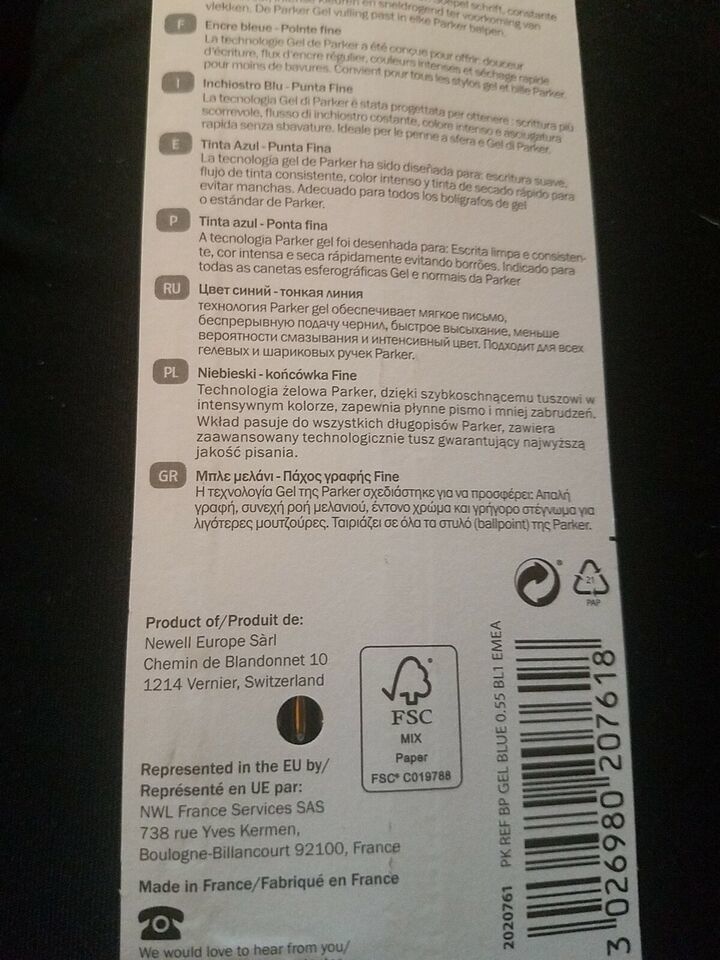 schrift, constante
vlekken. De Parker Gel vulling past in elke Parker balpen.
F
Encre bleue - Pointe fine
La technologie Gel de Parker a été conçue pour offrir: douceur
d'écriture, flux d'encre régulier, couleurs intenses et séchage rapide
pour moins de bavures. Convient pour tous les stylos gel et bille Parker.
I
Inchiostro Blu - Punta Fine
La tecnologia Gel di Parker è stata progettata per ottenere: scrittura più
scorrevole, flusso di inchiostro costante, colore intenso e asciugatura
rapida senza sbavature. Ideale per le penne a sfera e Gel di Parker.
E
Tinta Azul - Punta Fina
La tecnología gel de Parker ha sido diseñada para: escritura suave,
flujo de tinta consistente, color intenso y tinta de secado rápido para
evitar manchas. Adecuado para todos los bolígrafos de gel
o estándar de Parker.
P
Tinta azul - Ponta fina
A tecnologia Parker gel foi desenhada para: Escrita limpa e consisten-
te, cor intensa e seca rápidamente evitando borrões. Indicado para
todas as canetas esferográficas Gel e normais da Parker
RU
Цвет синий - тонкая линия
технология Parker gel обеспечивает мягкое письмо,
беспрерывную подачу чернил, быстрое высыхание, меньше
вероятности смазывания и интенсивный цвет. Подходит для всех
гелевых и шариковых ручек Parker.
PL
Niebieski - końcówka Fine
Technologia żelowa Parker, dzięki szybkoschnącemu tuszowi w
intensywnym kolorze, zapewnia płynne pismo i mniej zabrudzeń.
Wkład pasuje do wszystkich długopisów Parker, zawiera
zaawansowany technologicznie tusz gwarantujący najwyższą
jakość pisania.
GR
Μπλε μελάνι - Πάχος γραφής Fine
Η τεχνολογία Gel της Parker σχεδιάστηκε για να προσφέρει: Απαλή
γραφή, συνεχή ροή μελανιού, έντονο χρώμα και γρήγορο στέγνωμα για
λιγότερες μουτζούρες. Ταιριάζει σε όλα τα στυλό (ballpoint) της Parker.
21
PAP
Product of/Produit de:
Newell Europe Sàrl
Chemin de Blandonnet 10
1214 Vernier, Switzerland
FSC
MIX
Paper
FSC® C019788
Represented in the EU by/
Représenté en UE par:
NWL France Services SAS
738 rue Yves Kermen,
Boulogne-Billancourt 92100, France
Made in France/Fabriqué en France
We would love to hear from you/
2020761 PK REF BP GEL BLUE 0.55 BL1 EMEA
3 026980 207618